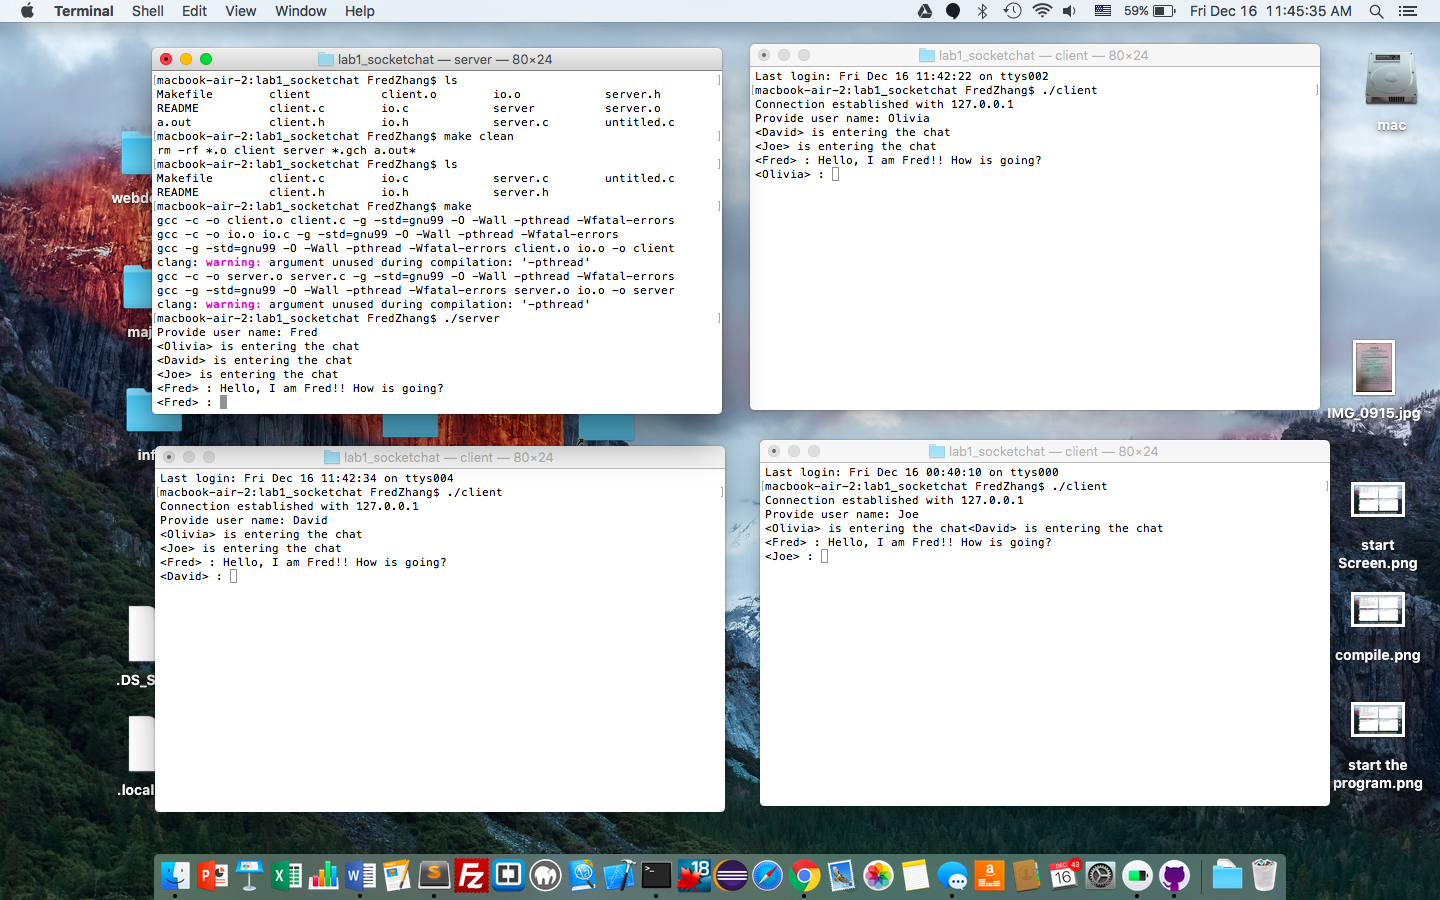 Terminal Shell Edit View Window Help 59% Fri Dec 16 11:45:35 AM
lab1_socketchat — server — 80×24
[macbook-air-2:lab1_socketchat FredZhang$ ls ]
Makefile client.c client.o io.o server.h
README client.c io.c server server.o
a.out client.h io.h server.c untitled.c
[macbook-air-2:lab1_socketchat FredZhang$ make clean ]
rm -rf *.o client server *.gch a.out*
[macbook-air-2:lab1_socketchat FredZhang$ ls ]
Makefile client.c io.c server.c untitled.c
README client.h io.h server.h
[macbook-air-2:lab1_socketchat FredZhang$ make ]
gcc -c -o client.o client.c -g -std=gnu99 -O -Wall -pthread -Wfatal-errors
gcc -c -o io.o io.c -g -std=gnu99 -O -Wall -pthread -Wfatal-errors
gcc -g -std=gnu99 -O -Wall -pthread -Wfatal-errors client.o io.o -o client
clang: warning: argument unused during compilation: '-pthread'
gcc -c -o server.o server.c -g -std=gnu99 -O -Wall -pthread -Wfatal-errors
gcc -g -std=gnu99 -O -Wall -pthread -Wfatal-errors server.o io.o -o server
clang: warning: argument unused during compilation: '-pthread'
[macbook-air-2:lab1_socketchat FredZhang$ ./server ]
Provide user name: Fred
<Olivia> is entering the chat
<David> is entering the chat
<Joe> is entering the chat
<Fred> : Hello, I am Fred!! How is going?
<Fred> :
lab1_socketchat — client — 80×24
Last login: Fri Dec 16 11:42:22 on ttys002
[macbook-air-2:lab1_socketchat FredZhang$ ./client ]
Connection established with 127.0.0.1
Provide user name: Olivia
<David> is entering the chat
<Joe> is entering the chat
<Fred> : Hello, I am Fred!! How is going?
<Olivia> :
lab1_socketchat — client — 80×24
Last login: Fri Dec 16 11:42:34 on ttys004
[macbook-air-2:lab1_socketchat FredZhang$ ./client ]
Connection established with 127.0.0.1
Provide user name: David
<Olivia> is entering the chat
<Joe> is entering the chat
<Fred> : Hello, I am Fred!! How is going?
<David> :
lab1_socketchat — client — 80×24
Last login: Fri Dec 16 00:40:10 on ttys000
[macbook-air-2:lab1_socketchat FredZhang$ ./client ]
Connection established with 127.0.0.1
Provide user name: Joe
<Olivia> is entering the chat<David> is entering the chat
<Fred> : Hello, I am Fred!! How is going?
<Joe> :
mac
IMG_0915.jpg
start
Screen.png
compile.png
start the
program.png
webd
maj
inf
.DS_S
.local
18
DEC 43
16